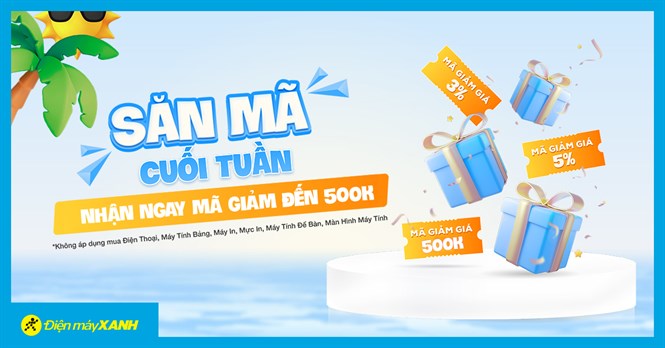 SĂN MÃ
CUỐI TUẦN
NHẬN NGAY MÃ GIẢM ĐẾN 500K
*Không áp dụng mua Điện Thoại, Máy Tính Bảng, Máy In, Mực In, Máy Tính Để Bàn, Màn Hình Máy Tính
MÃ GIẢM GIÁ
3%
MÃ GIẢM GIÁ
5%
MÃ GIẢM GIÁ
500K
Điện máy XANH